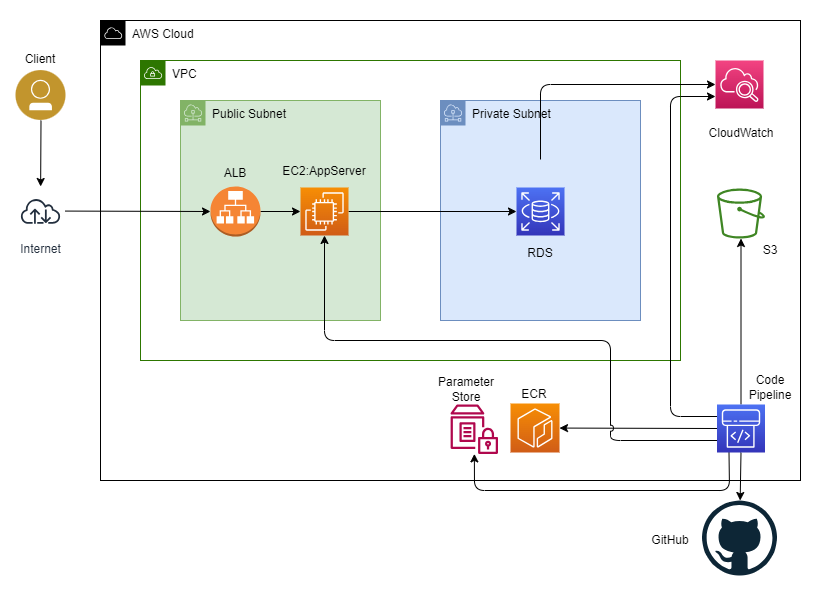 AWS Cloud
Client
VPC
Public Subnet
Private Subnet
CloudWatch
ALB
EC2:AppServer
Internet
RDS
S3
Parameter
Store
ECR
Code
Pipeline
GitHub